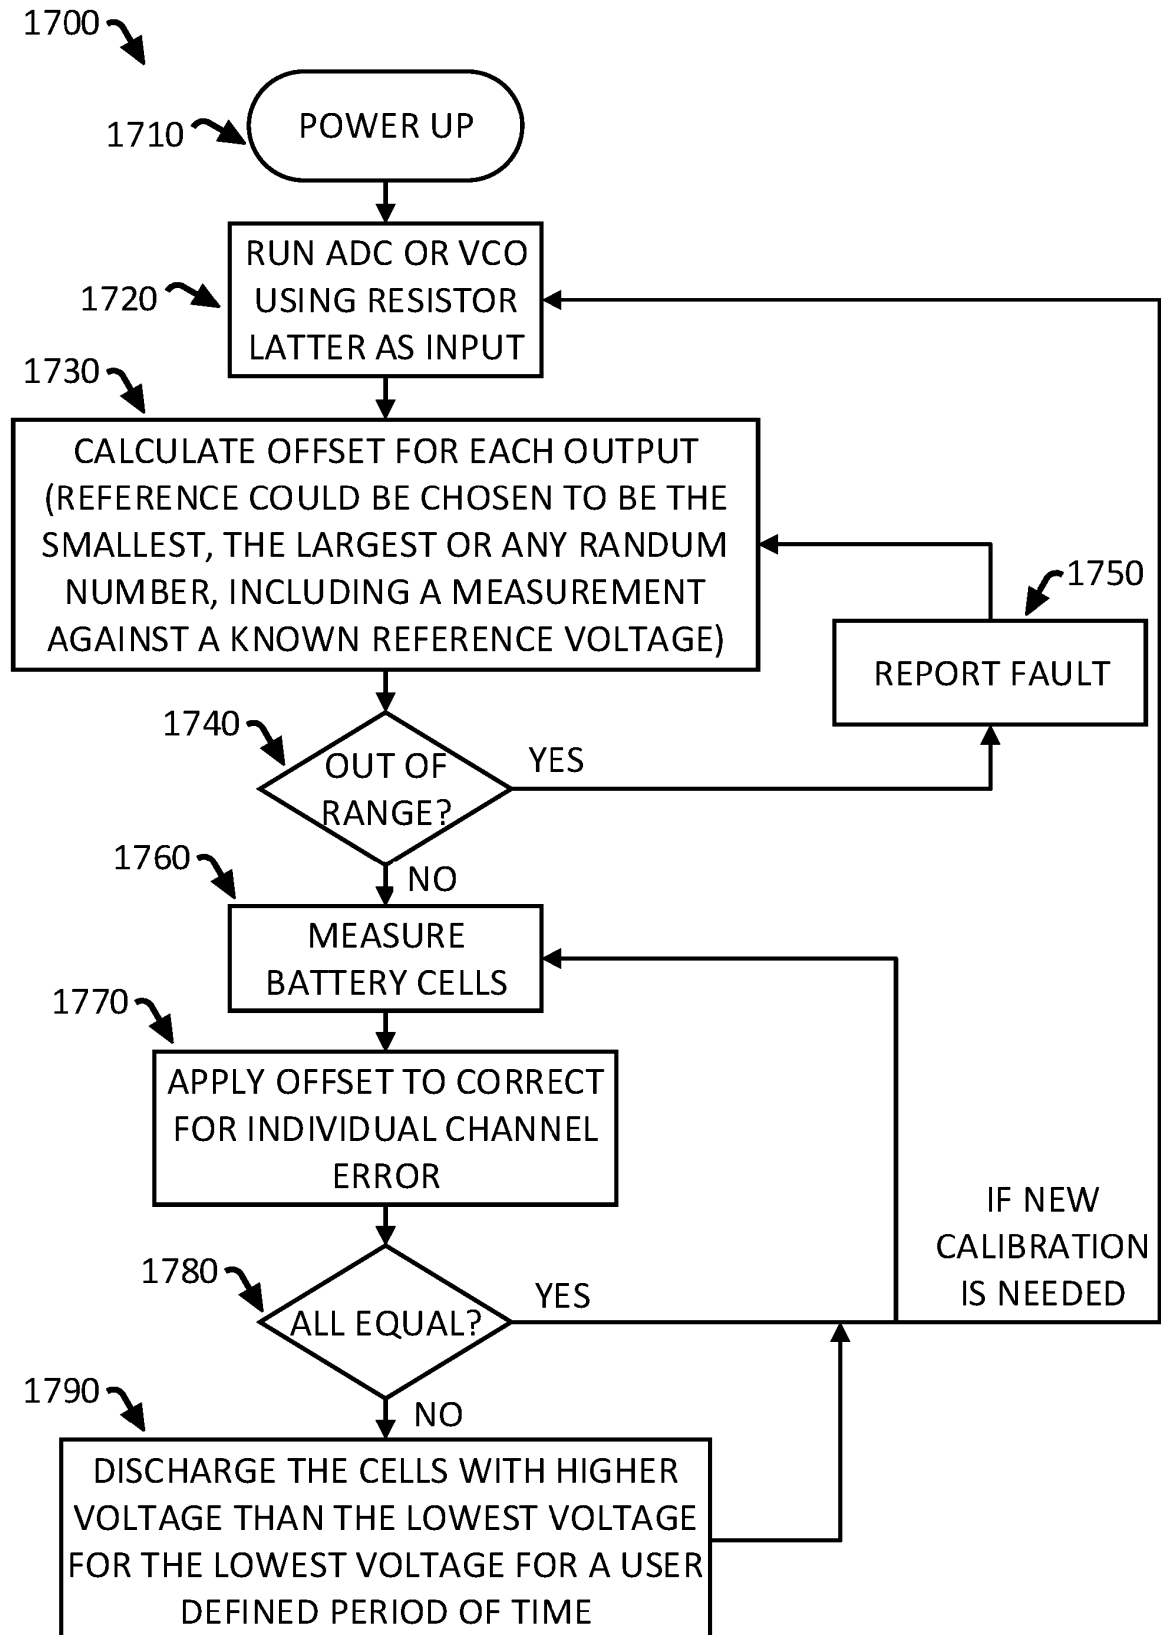 1700
1710
POWER UP
1720
RUN ADC OR VCO
USING RESISTOR
LATTER AS INPUT
1730
CALCULATE OFFSET FOR EACH OUTPUT
(REFERENCE COULD BE CHOSEN TO BE THE
SMALLEST, THE LARGEST OR ANY RANDUM
NUMBER, INCLUDING A MEASUREMENT
AGAINST A KNOWN REFERENCE VOLTAGE)
1750
REPORT FAULT
1740
OUT OF
RANGE?
YES
NO
1760
MEASURE
BATTERY CELLS
1770
APPLY OFFSET TO CORRECT
FOR INDIVIDUAL CHANNEL
ERROR
IF NEW
CALIBRATION
IS NEEDED
1780
ALL EQUAL?
YES
NO
1790
DISCHARGE THE CELLS WITH HIGHER
VOLTAGE THAN THE LOWEST VOLTAGE
FOR THE LOWEST VOLTAGE FOR A USER
DEFINED PERIOD OF TIME